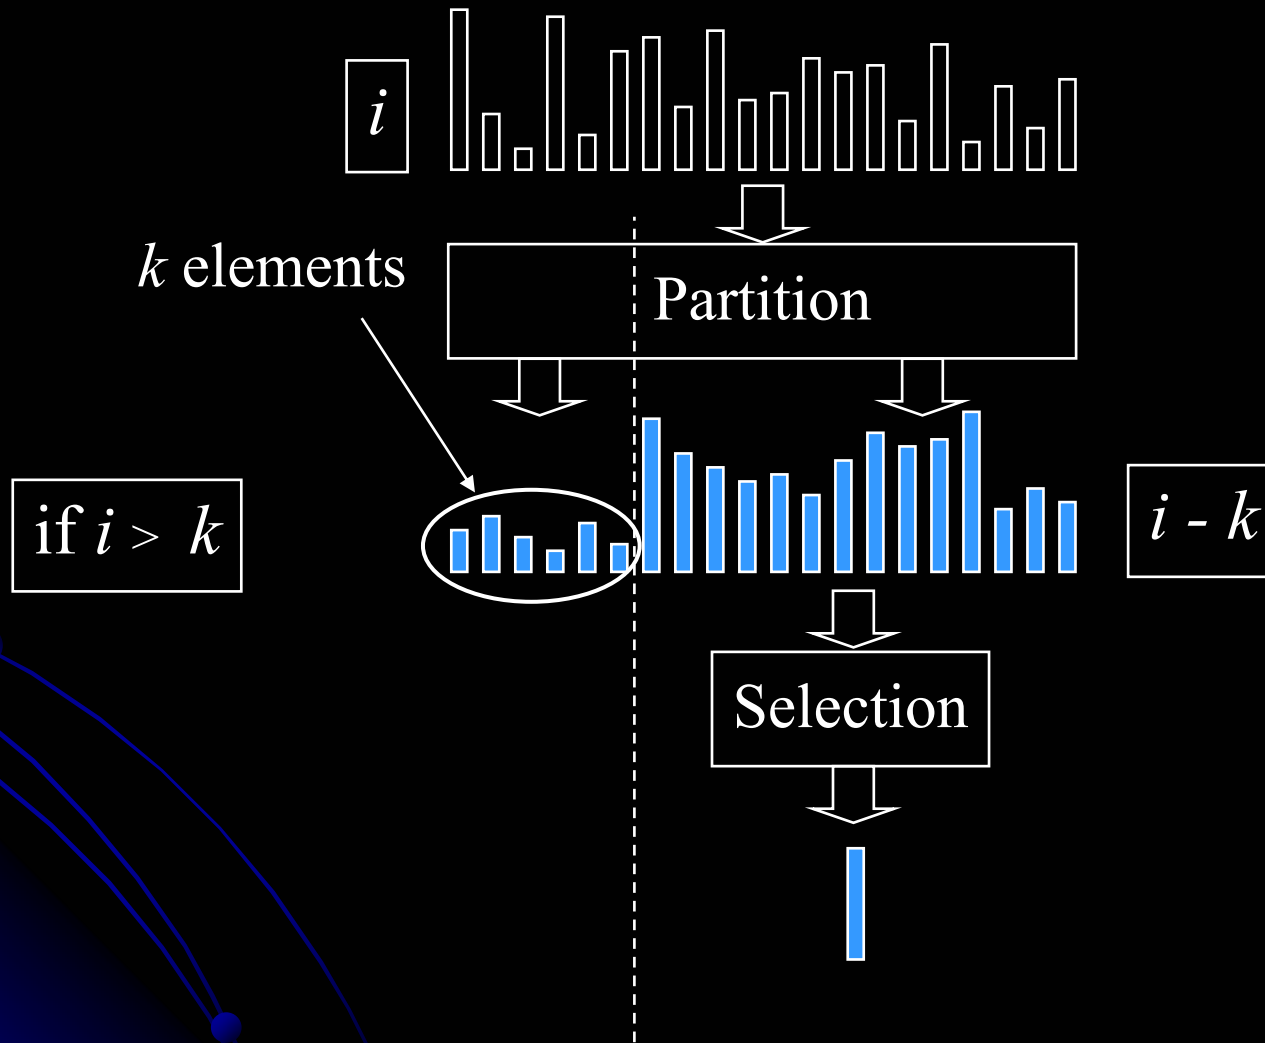 i
k elements
Partition
if i > k
i - k
Selection